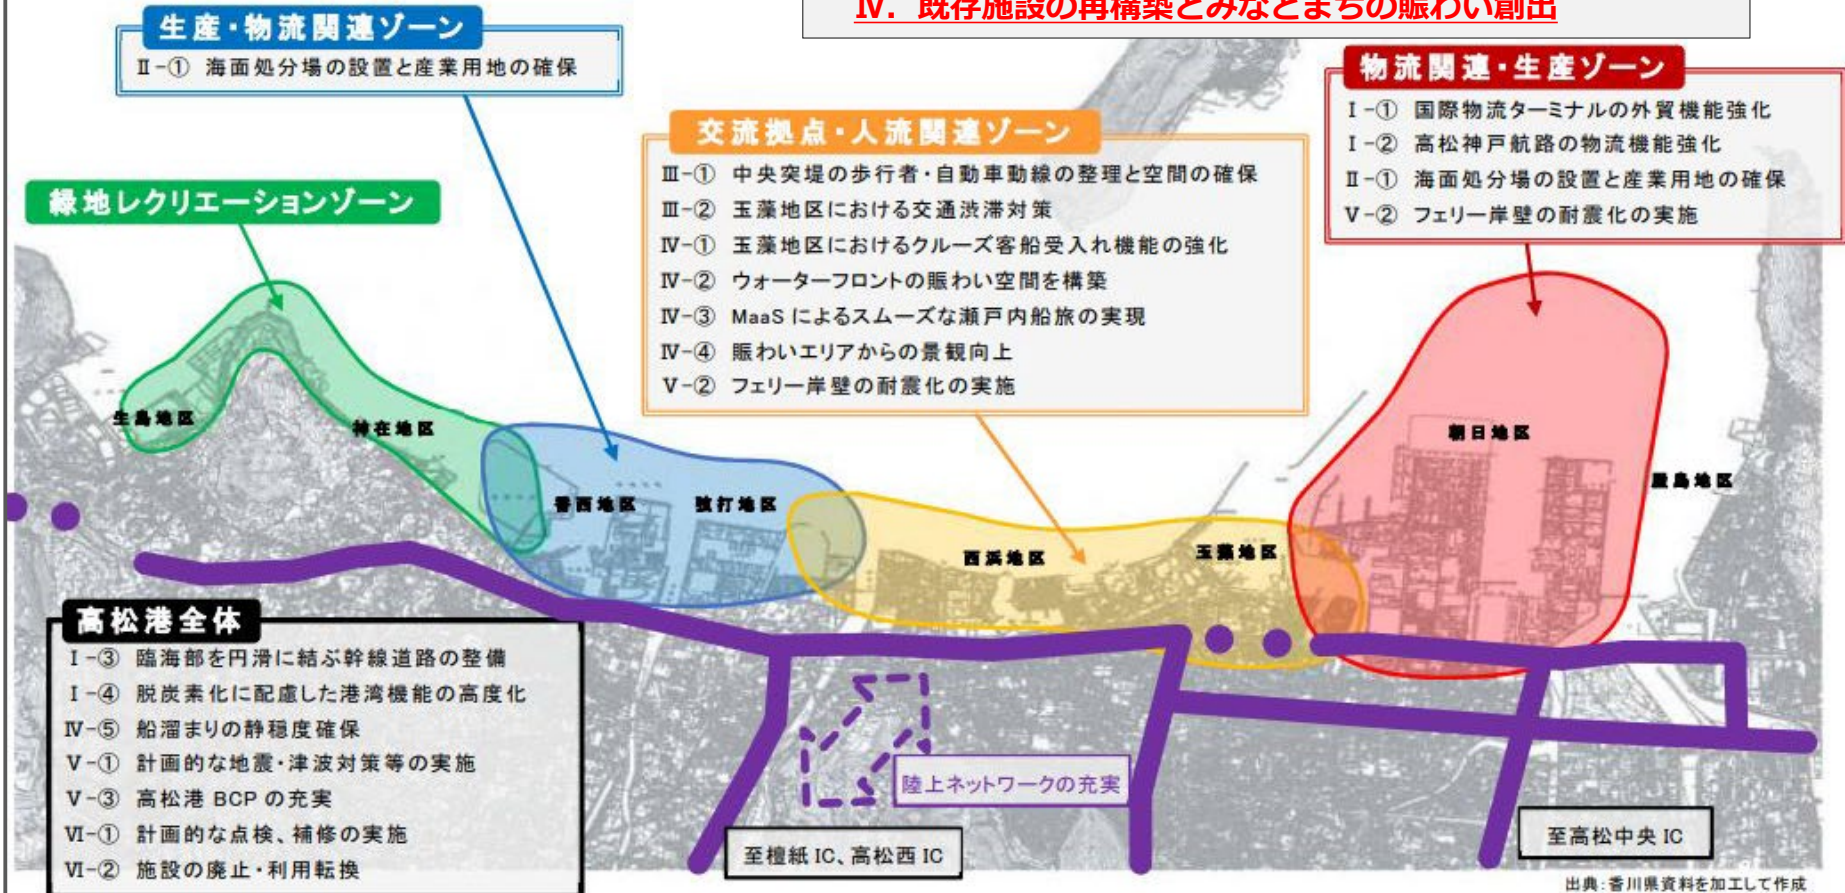 Ⅳ. 既存施設の再構築とみなとまちの賑わい創出
生産・物流関連ゾーン
Ⅱ-① 海面処分場の設置と産業用地の確保
物流関連・生産ゾーン
Ⅰ-① 国際物流ターミナルの外貿機能強化
Ⅰ-② 高松神戸航路の物流機能強化
Ⅱ-① 海面処分場の設置と産業用地の確保
Ⅴ-② フェリー岸壁の耐震化の実施
交流拠点・人流関連ゾーン
Ⅲ-① 中央突堤の歩行者・自動車動線の整理と空間の確保
Ⅲ-② 玉藻地区における交通渋滞対策
Ⅳ-① 玉藻地区におけるクルーズ客船受入れ機能の強化
Ⅳ-② ウォーターフロントの賑わい空間を構築
Ⅳ-③ MaaSによるスムーズな瀬戸内船旅の実現
Ⅳ-④ 賑わいエリアからの景観向上
Ⅴ-② フェリー岸壁の耐震化の実施
緑地レクリエーションゾーン
生島地区
神在地区
香西地区
弦打地区
西浜地区
玉藻地区
朝日地区
屋島地区
高松港全体
Ⅰ-③ 臨海部を円滑に結ぶ幹線道路の整備
Ⅰ-④ 脱炭素化に配慮した港湾機能の高度化
Ⅳ-⑤ 船溜まりの静穏度確保
Ⅴ-① 計画的な地震・津波対策等の実施
Ⅴ-③ 高松港BCPの充実
Ⅵ-① 計画的な点検、補修の実施
Ⅵ-② 施設の廃止・利用転換
陸上ネットワークの充実
至檀紙IC、高松西IC
至高松中央IC
出典：香川県資料を加工して作成